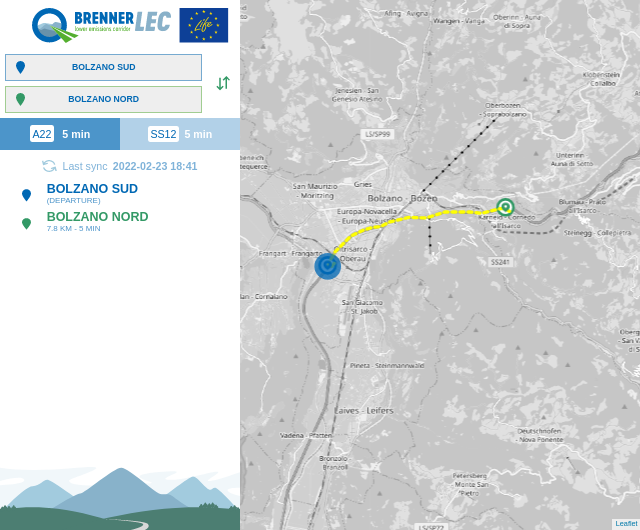 BRENNERLEC
lower emissions corridor
Life
BOLZANO SUD
BOLZANO NORD
A22 5 min
SS12 5 min
Last sync 2022-02-23 18:41
BOLZANO SUD
(DEPARTURE)
BOLZANO NORD
7.8 KM - 5 MIN
Afing - Avigna
Wangen - Vanga
di Sopra
Jenesien - San
Genesio Atesino
LS/SP99
Oberbozen
- Soprabolzano
Klobenstein
Collalbo
Unterinn
Auna di Sotto
San Maurizio
- Moritzing
Gries
Bolzano - Bozen
Europa-Novacella
- Europa-Neustift
Blumau - Prato
all'Isarco
Kardaun - Cardano
all'Isarco
Steinegg - Collepietra
Frangart - Frangarto
Oberau
SS241
San Giacomo
St. Jakob
Pineta - Steinmannwald
Laives - Leifers
Vadena - Pfatten
Bronzolo -
Branzoll
Deutschnofen
- Nova Ponente
Petersberg
Monte San
Pietro
LS/SP72
Leaflet